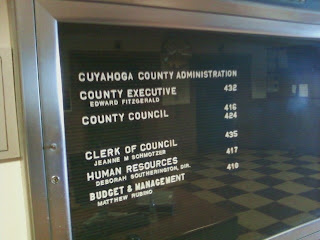 CUYAHOGA COUNTY ADMINISTRATION
COUNTY EXECUTIVE 432
EDWARD FITZGERALD
416
COUNTY COUNCIL 424
435
CLERK OF COUNCIL
JEANNE M SCHMOTZER 417
HUMAN RESOURCES
DEBORAH SOUTHERINGTON, DIR. 419
BUDGET & MANAGEMENT
MATTHEW RUBINO